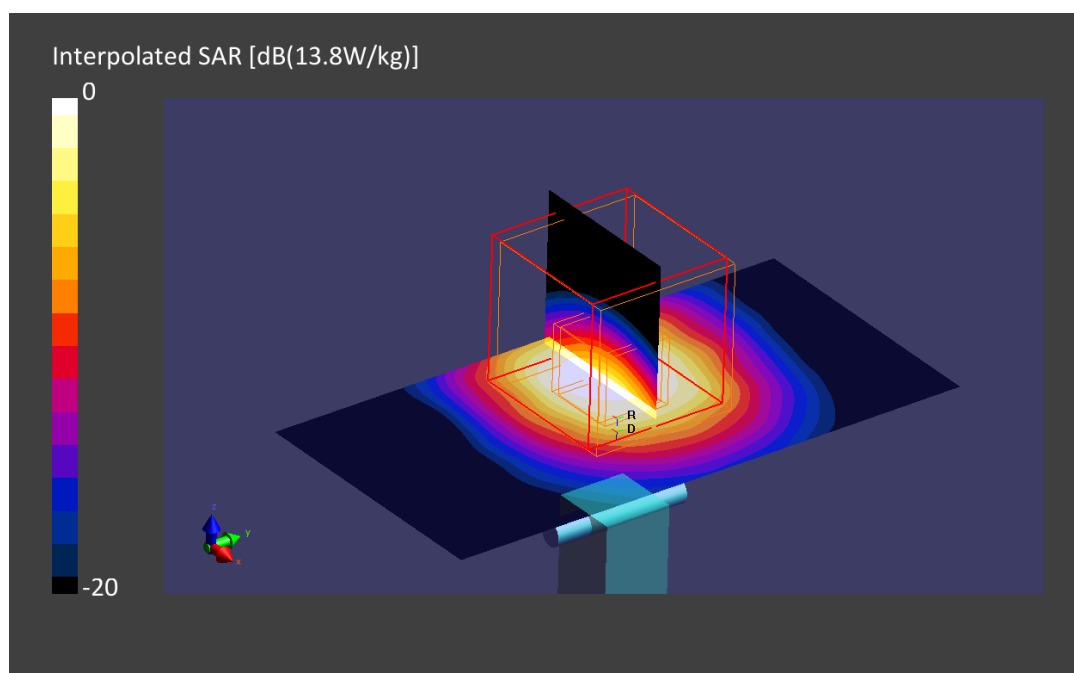 Interpolated SAR [dB(13.8W/kg)]
0
R
D
z
y
x
-20